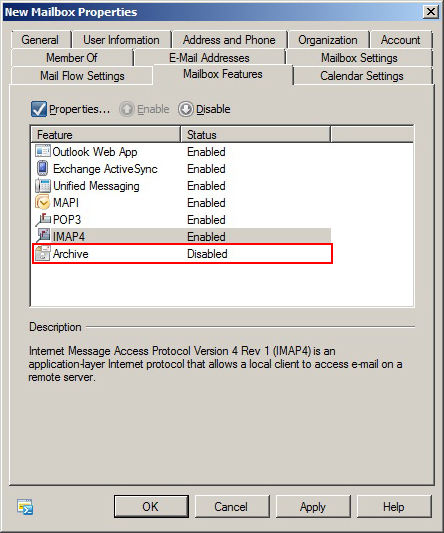 New Mailbox Properties
General User Information Address and Phone Organization Account
Member Of E-Mail Addresses Mailbox Settings
Mail Flow Settings Mailbox Features Calendar Settings
Properties... Enable Disable
Feature Status
Outlook Web App Enabled
Exchange ActiveSync Enabled
Unified Messaging Enabled
MAPI Enabled
POP3 Enabled
IMAP4 Enabled
Archive Disabled
Description
Internet Message Access Protocol Version 4 Rev 1 (IMAP4) is an
application-layer Internet protocol that allows a local client to access e-mail on a
remote server.
OK Cancel Apply Help